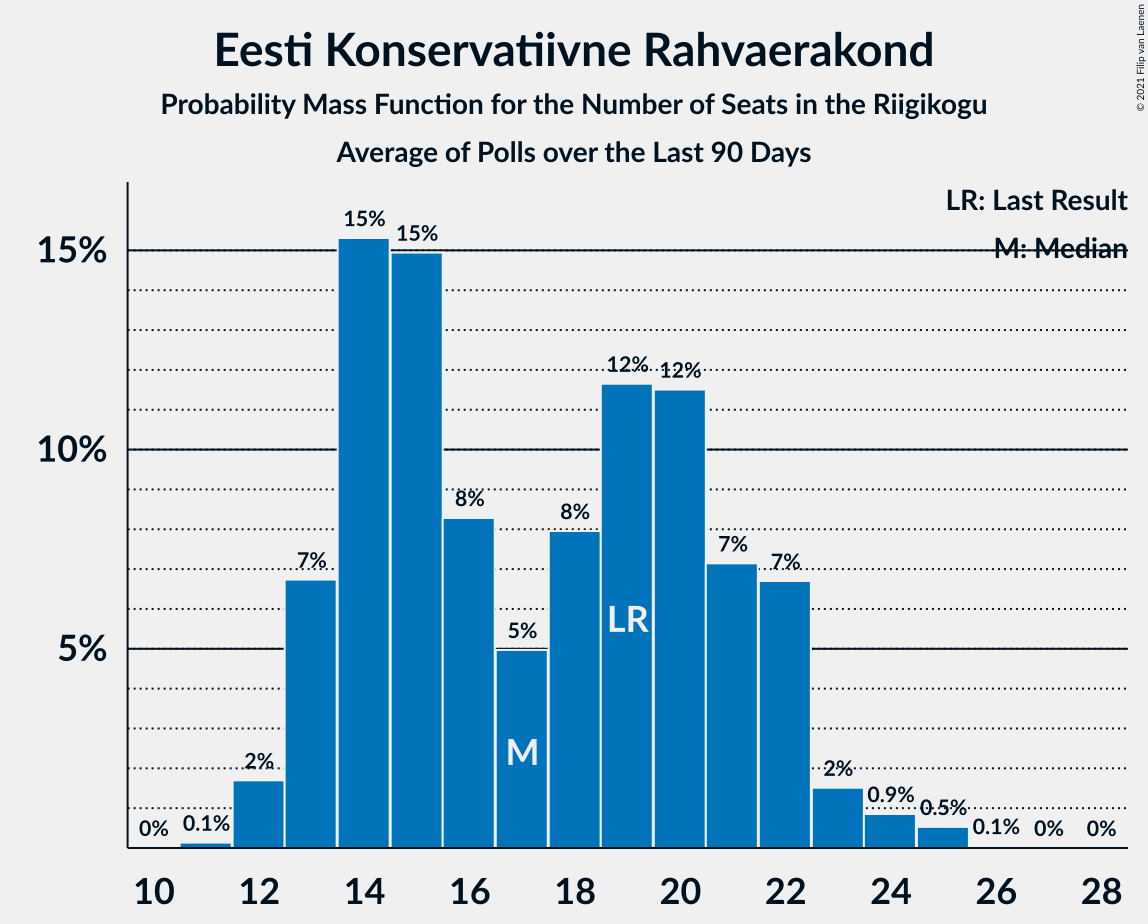 Eesti Konservatiivne Rahvaerakond
Probability Mass Function for the Number of Seats in the Riigikogu
Average of Polls over the Last 90 Days
© 2021 Filip van Laenen
LR: Last Result
M: Median
15%
10%
5%
0%
0.1%
2%
7%
15%
15%
8%
5%
8%
12%
12%
7%
7%
2%
0.9%
0.5%
0.1%
0%
0%
LR
M
10 12 14 16 18 20 22 24 26 28